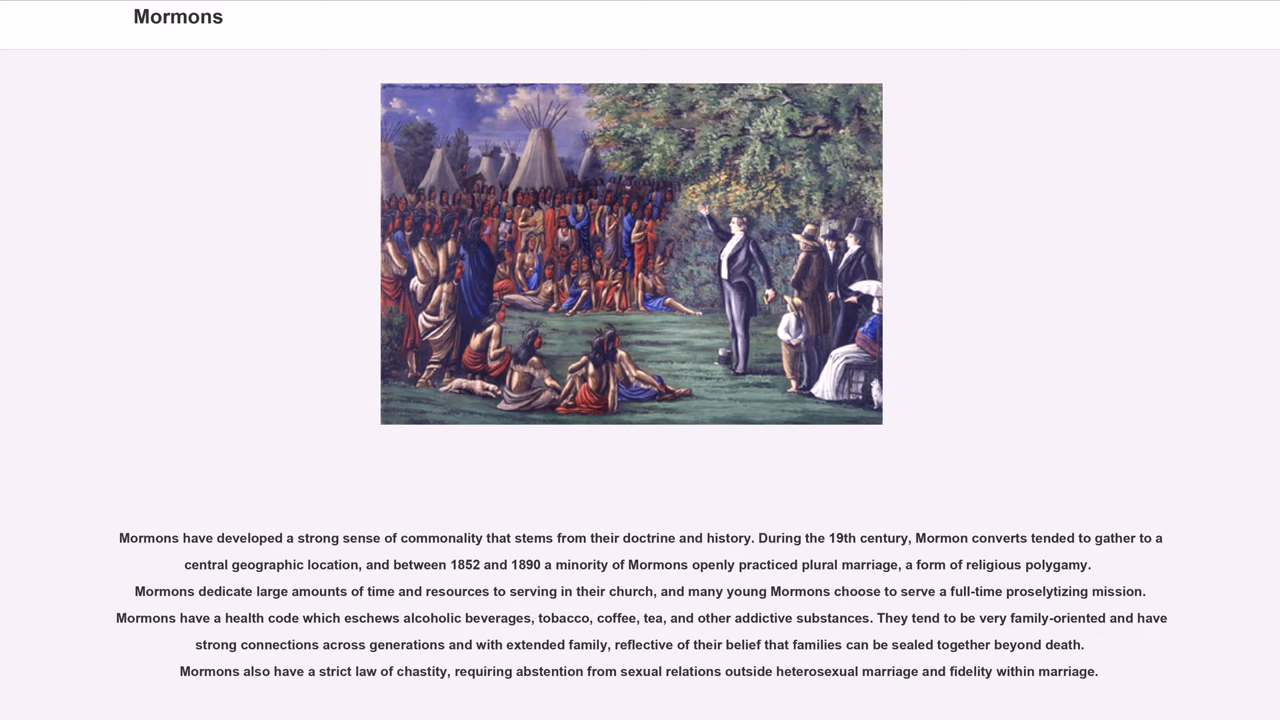 Mormons
Mormons have developed a strong sense of commonality that stems from their doctrine and history. During the 19th century, Mormon converts tended to gather to a
central geographic location, and between 1852 and 1890 a minority of Mormons openly practiced plural marriage, a form of religious polygamy.
Mormons dedicate large amounts of time and resources to serving in their church, and many young Mormons choose to serve a full-time proselytizing mission.
Mormons have a health code which eschews alcoholic beverages, tobacco, coffee, tea, and other addictive substances. They tend to be very family-oriented and have
strong connections across generations and with extended family, reflective of their belief that families can be sealed together beyond death.
Mormons also have a strict law of chastity, requiring abstention from sexual relations outside heterosexual marriage and fidelity within marriage.